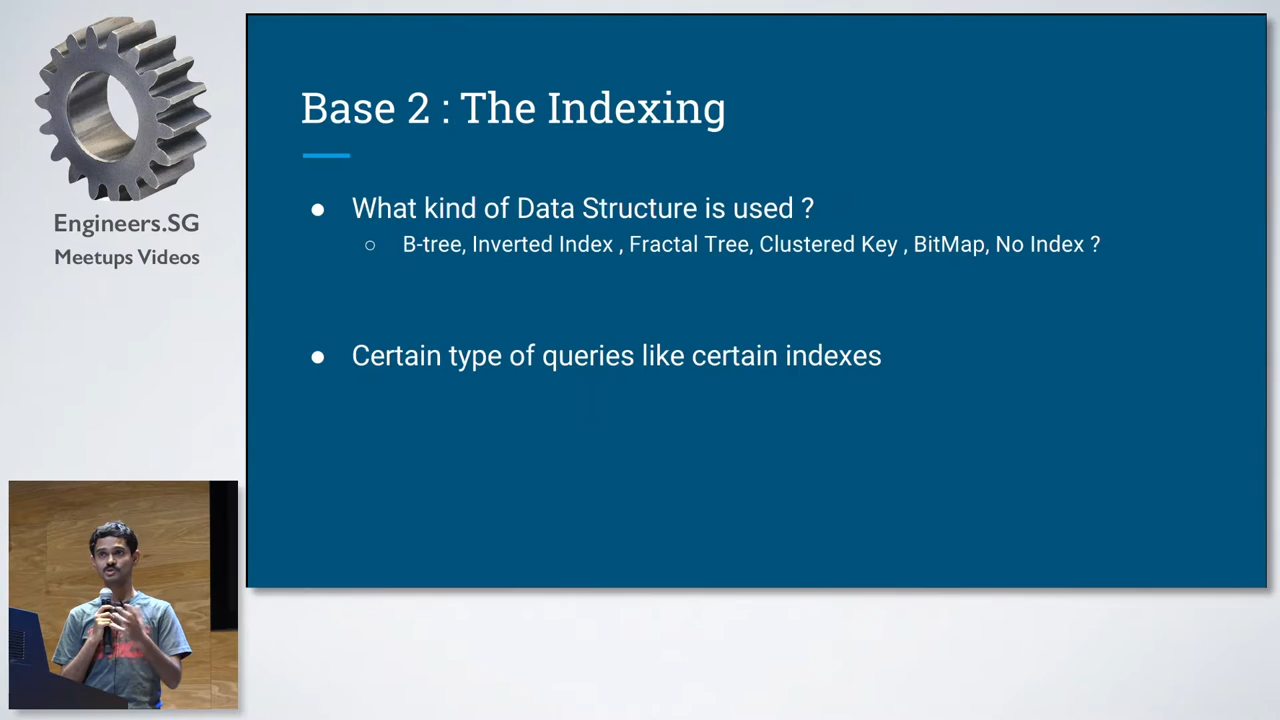 Engineers.SG
Meetups Videos
Base 2 : The Indexing
● What kind of Data Structure is used ?
○ B-tree, Inverted Index , Fractal Tree, Clustered Key , BitMap, No Index ?
● Certain type of queries like certain indexes